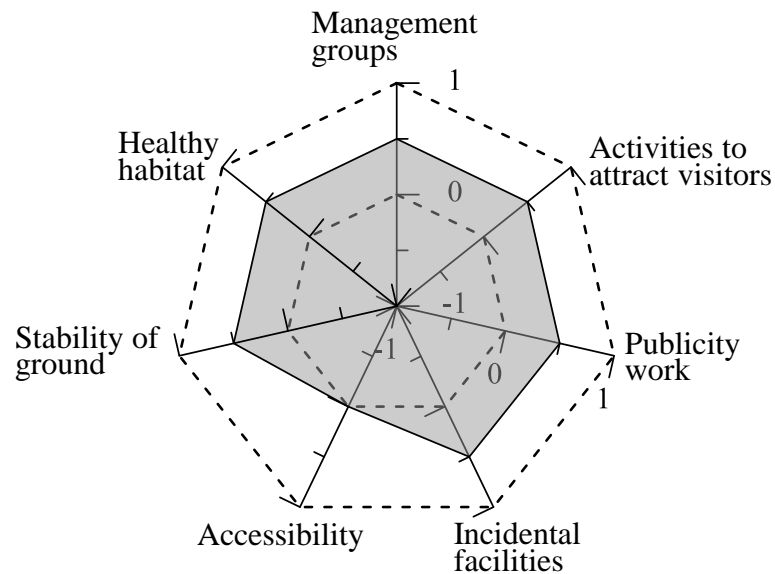 Management
groups
1
Healthy
habitat
Activities to
attract visitors
0
-1
Stability of
ground
-1
0
Publicity
work
1
Accessibility
Incidental
facilities